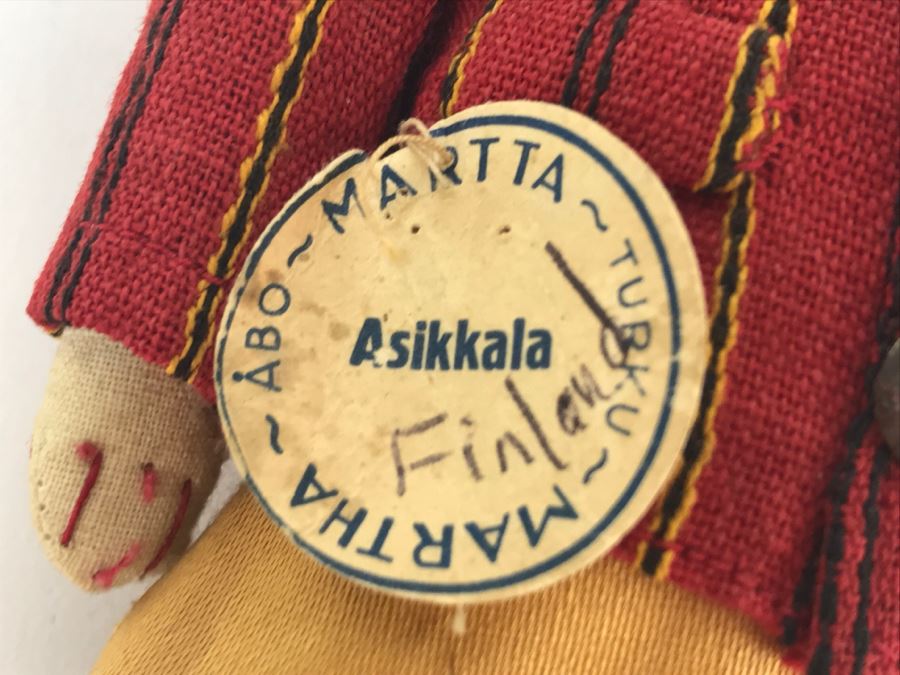 MARTTA ~ TURKU ~ MARTHA ~ ÅBO ~
Asikkala
Finland